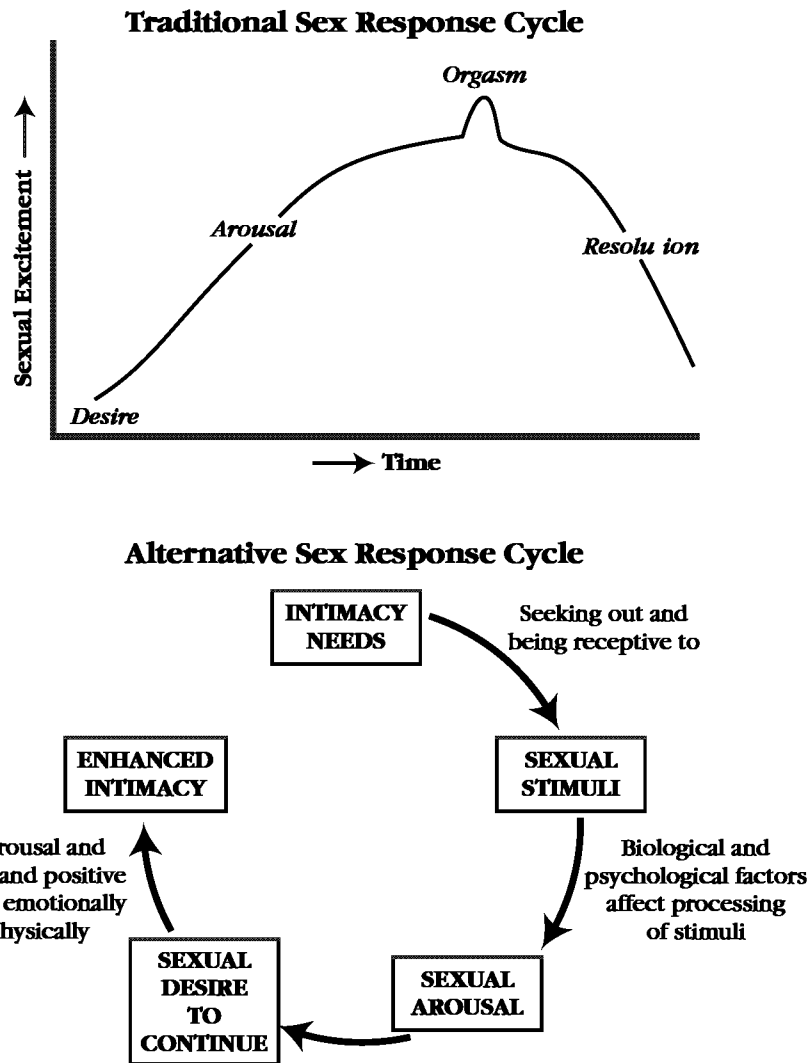 Traditional Sex Response Cycle
Orgasm
Sexual Excitement
Arousal
Resolu ion
Desire
Time
Alternative Sex Response Cycle
INTIMACY
NEEDS
Seeking out and
being receptive to
ENHANCED
INTIMACY
SEXUAL
STIMULI
rousal and
and positive
emotionally
hysically
Biological and
psychological factors
affect processing
of stimuli
SEXUAL
DESIRE
TO
CONTINUE
SEXUAL
AROUSAL